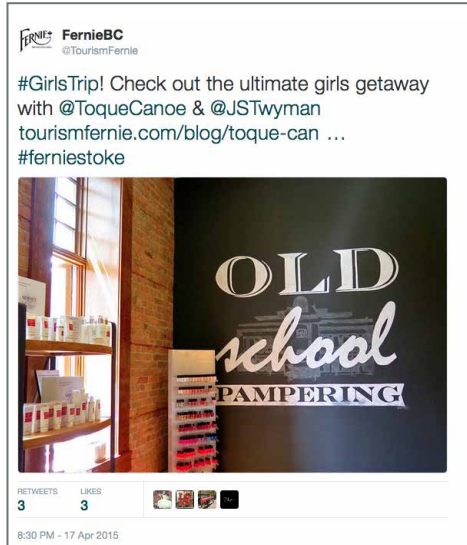 FERNIE
FernieBC
@TourismFernie
#GirlsTrip! Check out the ultimate girls getaway
with @ToqueCanoe & @JSTwyman
tourismfernie.com/blog/toque-can …
#ferniestoke
OLD
school
PAMPERING
RETWEETS
LIKES
3
3
8:30 PM - 17 Apr 2015